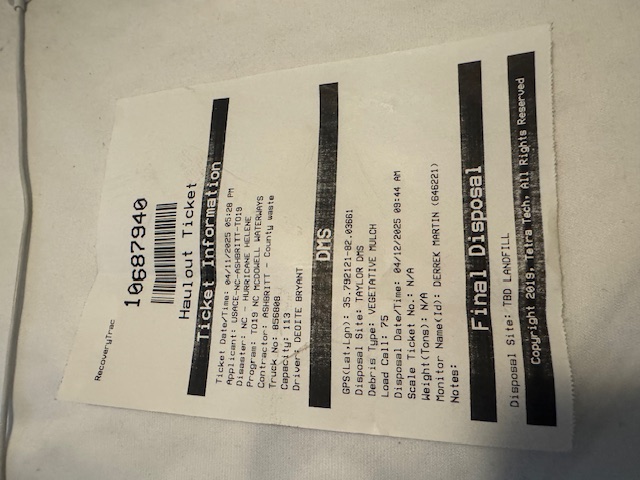 RecoveryTrac
10687940
Haulout Ticket
Ticket Information
Ticket Date/Time: 04/11/2025 05:28 PM
Applicant: USACE-NC-ASHBRITT-TO19
Disaster: NC - HURRICANE HELENE
Program: TO19 NC MCDOWELL WATERWAYS
Contractor: ASHBRITT - County waste
Truck No: 856808
Capacity: 113
Driver: DEOITE BRYANT
DMS
GPS(Lat,Lgn): 35.792121-82.03661
Disposal Site: TAYLOR DMS
Debris Type: VEGETATIVE MULCH
Load Call: 75
Disposal Date/Time: 04/12/2025 09:44 AM
Scale Ticket No.: N/A
Weight(Tons): N/A
Monitor Name(Id): DERREK MARTIN (646221)
Notes:
Final Disposal
Disposal Site: TBD LANDFILL
Copyright 2019, Tetra Tech, All Rights Reserved